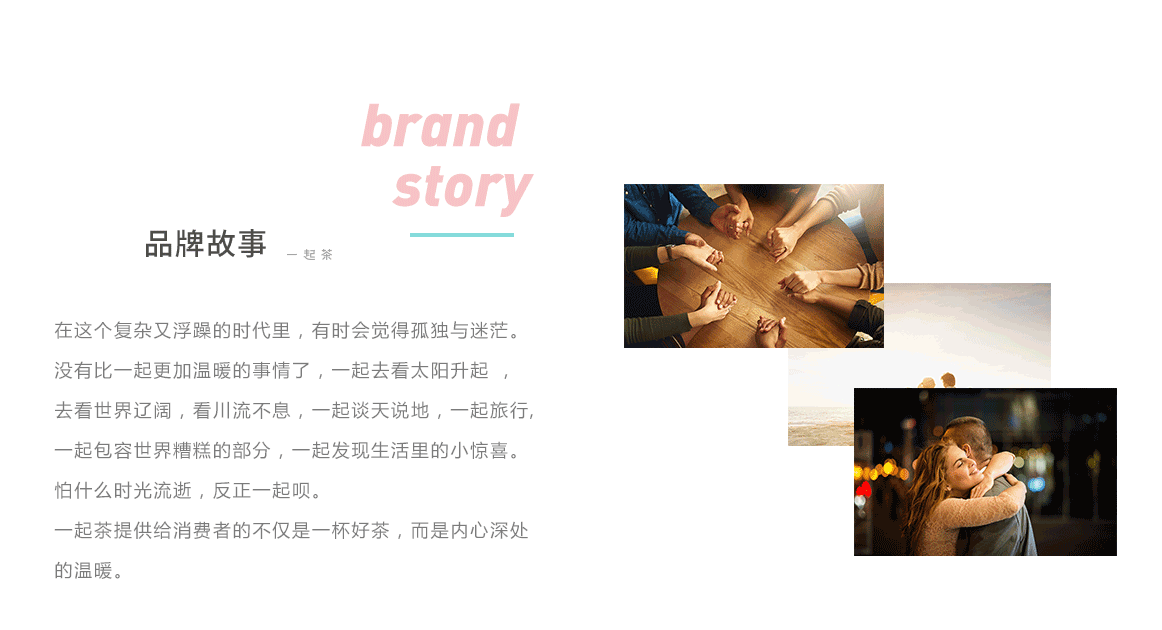 brand
story
品牌故事 一起茶
在这个复杂又浮躁的时代里，有时会觉得孤独与迷茫。
没有比一起更加温暖的事情了，一起去看太阳升起 ，
去看世界辽阔，看川流不息，一起谈天说地，一起旅行,
一起包容世界糟糕的部分，一起发现生活里的小惊喜。
怕什么时光流逝，反正一起呗。
一起茶提供给消费者的不仅是一杯好茶，而是内心深处
的温暖。